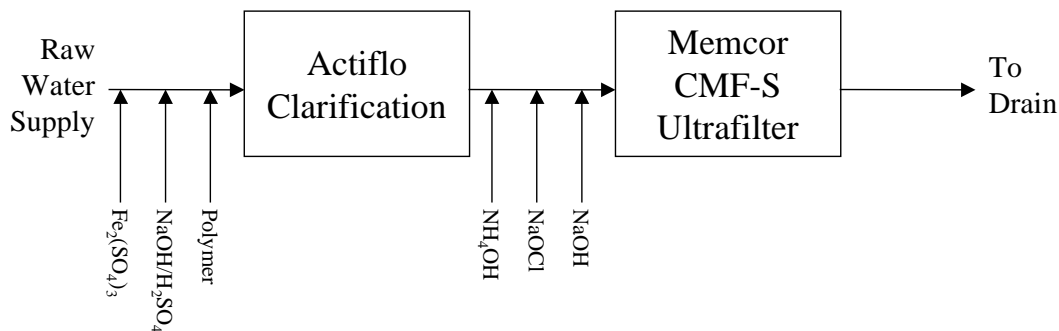 Raw
Water
Supply
Actiflo
Clarification
Memcor
CMF-S
Ultrafilter
To
Drain
Fe₂(SO₄)₃
NaOH/H₂SO₄
Polymer
NH₄OH
NaOCl
NaOH